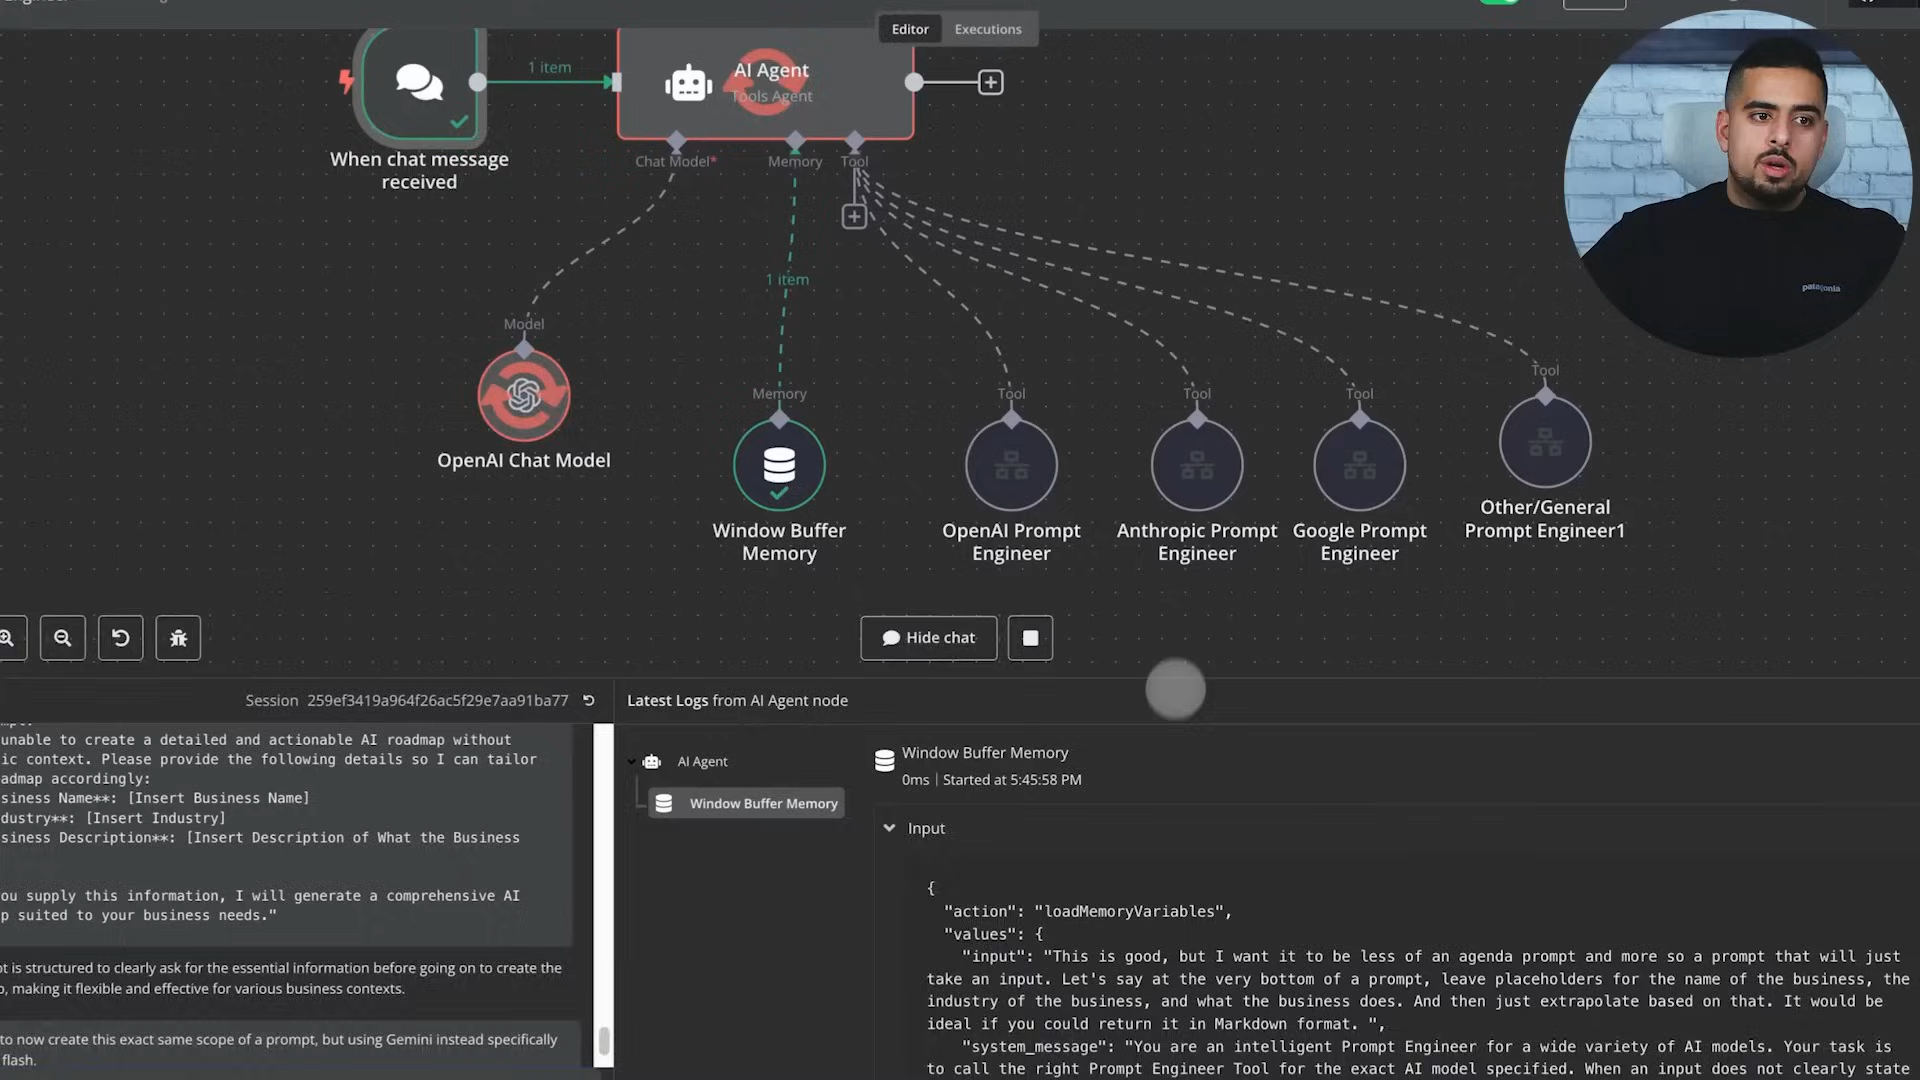 Editor Executions
1 item
AI Agent
Tools Agent
When chat message
received
Chat Model*
Memory
Tool
1 item
Model
OpenAI Chat Model
Memory
Window Buffer
Memory
Tool
OpenAI Prompt
Engineer
Tool
Anthropic Prompt
Engineer
Tool
Google Prompt
Engineer
Tool
Other/General
Prompt Engineer1
patagonia
Hide chat
Session 259ef3419a964f26ac5f29e7aa91ba77
unable to create a detailed and actionable AI roadmap without
ic context. Please provide the following details so I can tailor
admap accordingly:
siness Name**: [Insert Business Name]
dustry**: [Insert Industry]
siness Description**: [Insert Description of What the Business
ou supply this information, I will generate a comprehensive AI
p suited to your business needs."
pt is structured to clearly ask for the essential information before going on to create the
p, making it flexible and effective for various business contexts.
to now create this exact same scope of a prompt, but using Gemini instead specifically
flash.
Latest Logs from AI Agent node
AI Agent
Window Buffer Memory
Window Buffer Memory
0ms | Started at 5:45:58 PM
Input
{
"action": "loadMemoryVariables",
"values": {
"input": "This is good, but I want it to be less of an agenda prompt and more so a prompt that will just
take an input. Let's say at the very bottom of a prompt, leave placeholders for the name of the business, the
industry of the business, and what the business does. And then just extrapolate based on that. It would be
ideal if you could return it in Markdown format. ",
"system_message": "You are an intelligent Prompt Engineer for a wide variety of AI models. Your task is
to call the right Prompt Engineer Tool for the exact AI model specified. When an input does not clearly state